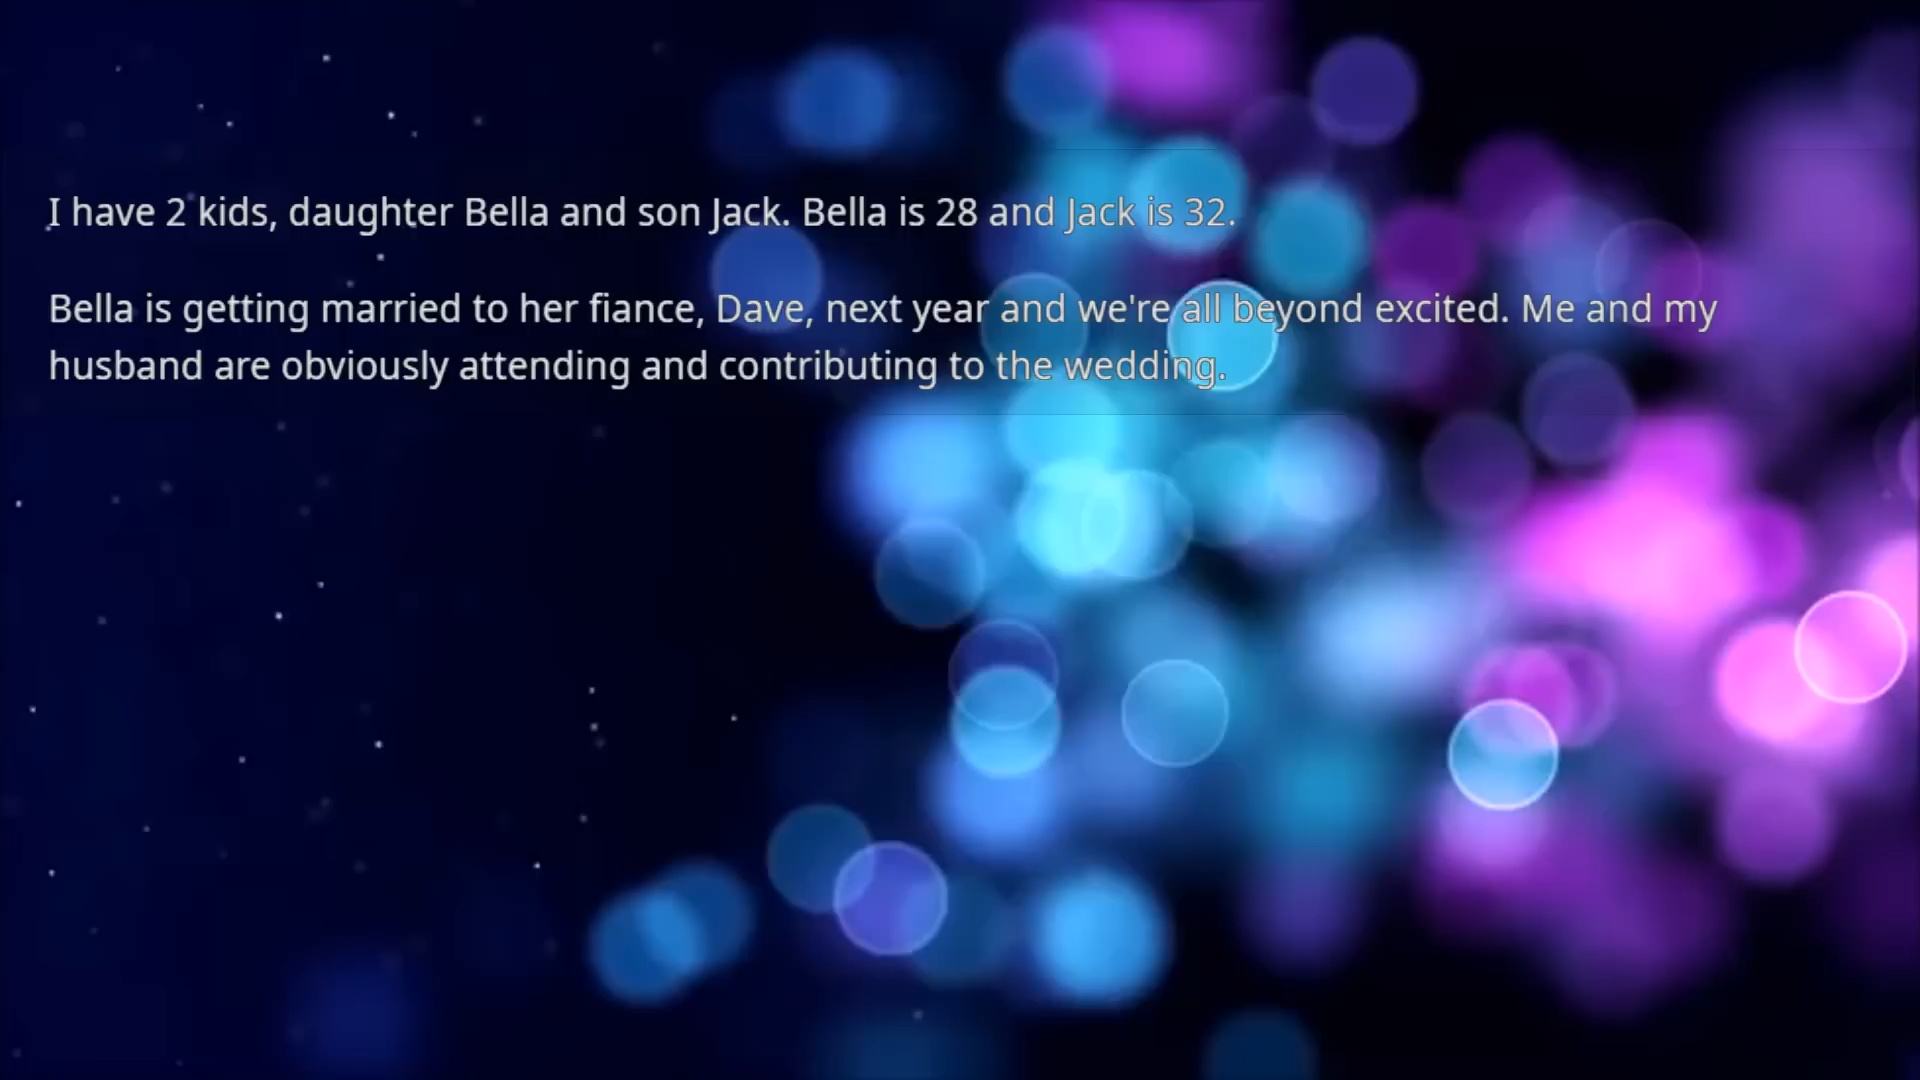 I have 2 kids, daughter Bella and son Jack. Bella is 28 and Jack is 32.
Bella is getting married to her fiance, Dave, next year and we're all beyond excited. Me and my
husband are obviously attending and contributing to the wedding.